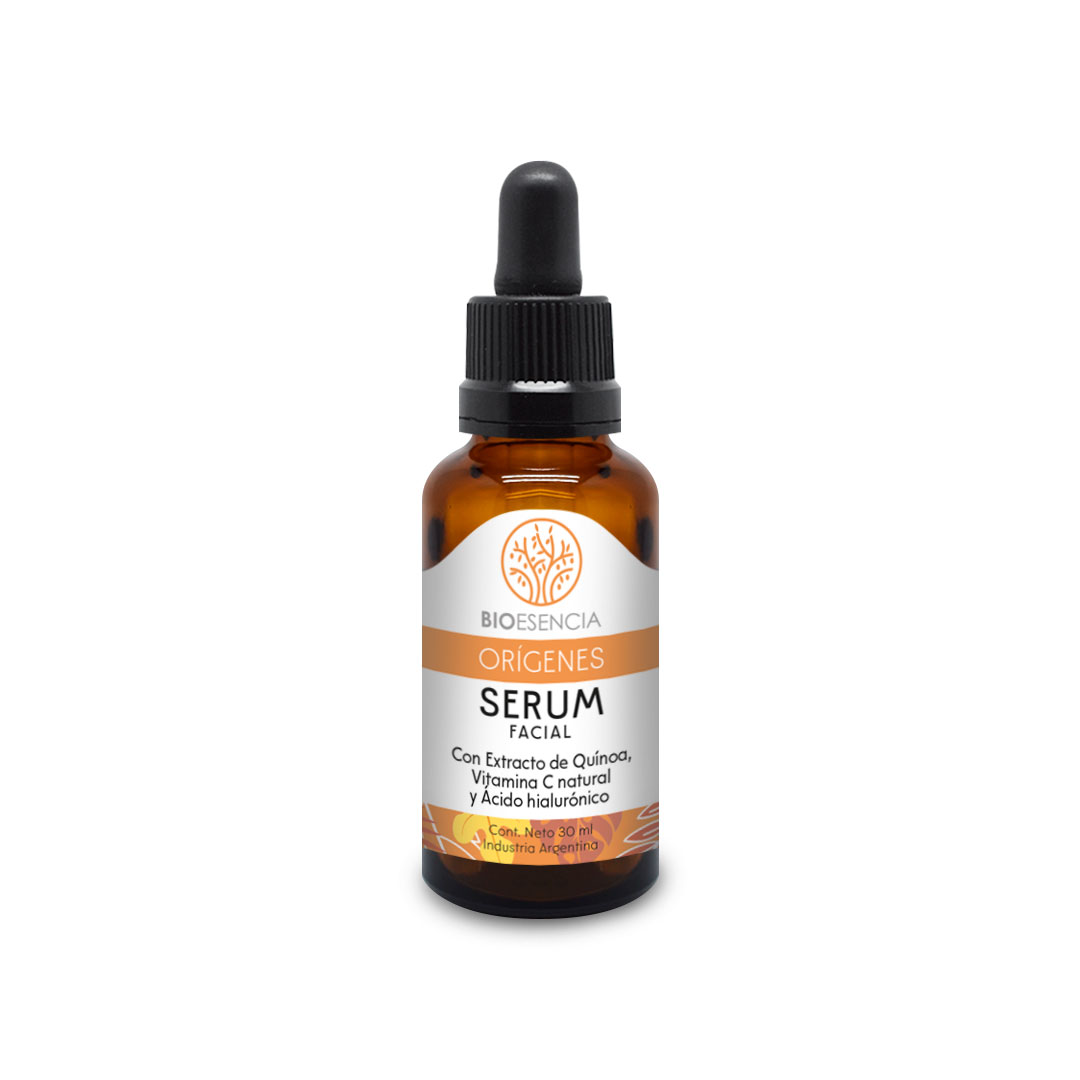 BIOESENCIA
ORÍGENES
SERUM
FACIAL
Con Extracto de Quínoa,
Vitamina C natural
y Ácido hialurónico
Cont. Neto 30 ml
Industria Argentina